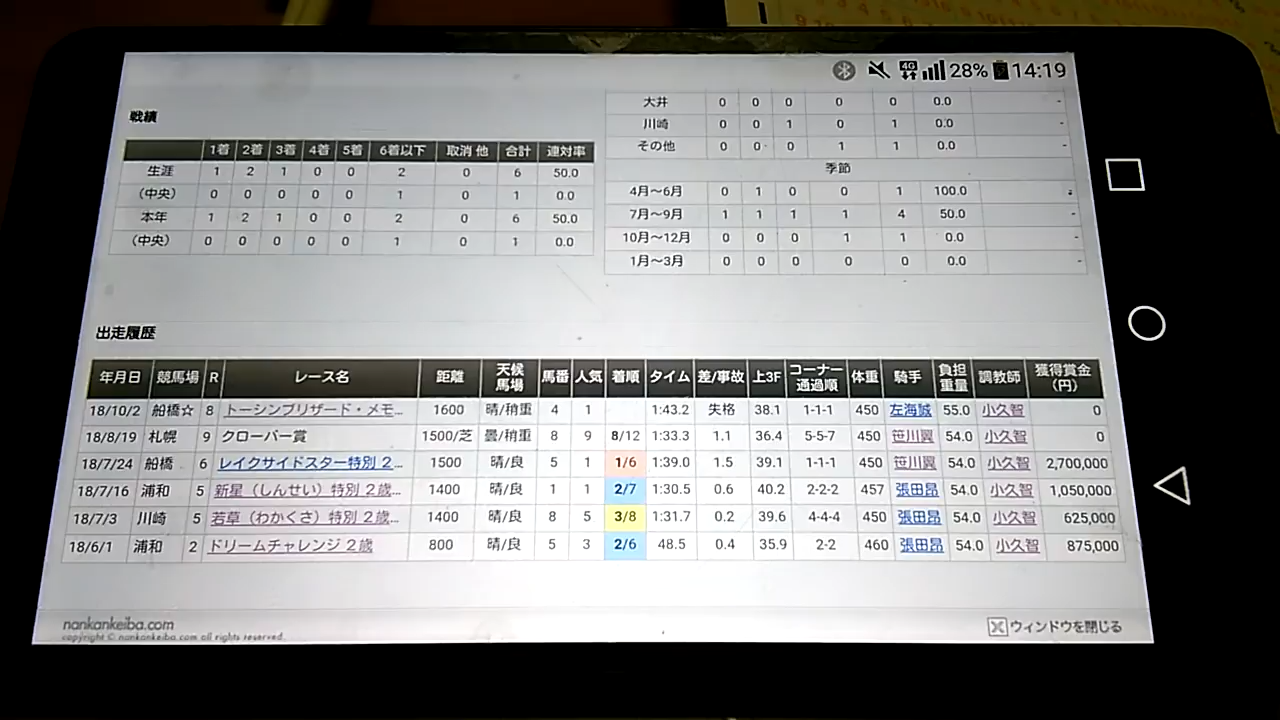 4G 28% 14:19
戦績
1着 2着 3着 4着 5着 6着以下 取消 他 合計 連対率
生涯 1 2 1 0 0 2 0 6 50.0
（中央） 0 0 0 0 0 1 0 1 0.0
本年 1 2 1 0 0 2 0 6 50.0
（中央） 0 0 0 0 0 1 0 1 0.0
大井 0 0 0 0 0 0.0 -
川崎 0 0 1 0 1 0.0 -
その他 0 0 0 1 1 0.0 -
季節
4月〜6月 0 1 0 0 1 100.0 -
7月〜9月 1 1 1 1 4 50.0 -
10月〜12月 0 0 0 1 1 0.0 -
1月〜3月 0 0 0 0 0 0.0 -
出走履歴
年月日 競馬場 R レース名 距離 天候馬場 馬番 人気 着順 タイム 差/事故 上3F コーナー通過順 体重 騎手 負担重量 調教師 獲得賞金（円）
18/10/2 船橋☆ 8 トーシンブリザード・メモ... 1600 晴/稍重 4 1 1:43.2 失格 38.1 1-1-1 450 左海誠 55.0 小久智 0
18/8/19 札幌 9 クローバー賞 1500/芝 曇/稍重 8 9 8/12 1:33.3 1.1 36.4 5-5-7 450 笹川翼 54.0 小久智 0
18/7/24 船橋 6 レイクサイドスター特別 2... 1500 晴/良 5 1 1/6 1:39.0 1.5 39.1 1-1-1 450 笹川翼 54.0 小久智 2,700,000
18/7/16 浦和 5 新星（しんせい）特別 2歳... 1400 晴/良 1 1 2/7 1:30.5 0.6 40.2 2-2-2 457 張田昂 54.0 小久智 1,050,000
18/7/3 川崎 5 若草（わかくさ）特別 2歳... 1400 晴/良 8 5 3/8 1:31.7 0.2 39.6 4-4-4 450 張田昂 54.0 小久智 625,000
18/6/1 浦和 2 ドリームチャレンジ 2歳 800 晴/良 5 3 2/6 48.5 0.4 35.9 2-2 460 張田昂 54.0 小久智 875,000
nankankeiba.com
copyright © nankankeiba.com all rights reserved.
ウィンドウを閉じる